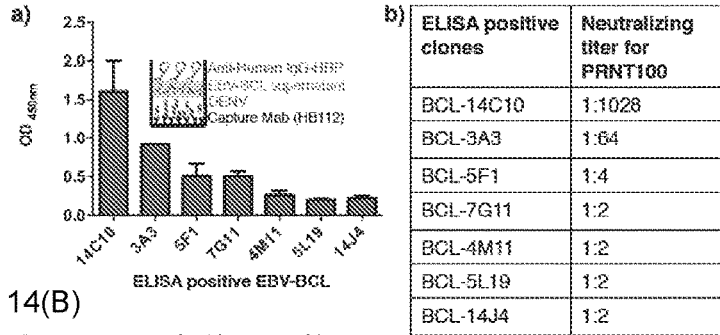 a)
2.5
2.0
1.5
1.0
0.5
0.0
OD 450nm
Anti-Human IgG-HRP
EBV-BCL supernatant
DENV
Capture Mab (HB112)
14C10
3A3
5F1
7G11
4M11
5L19
14J4
ELISA positive EBV-BCL
b)
ELISA positive clones
Neutralizing titer for PRNT100
BCL-14C10 1:1028
BCL-3A3 1:64
BCL-5F1 1:4
BCL-7G11 1:2
BCL-4M11 1:2
BCL-5L19 1:2
BCL-14J4 1:2
14(B)